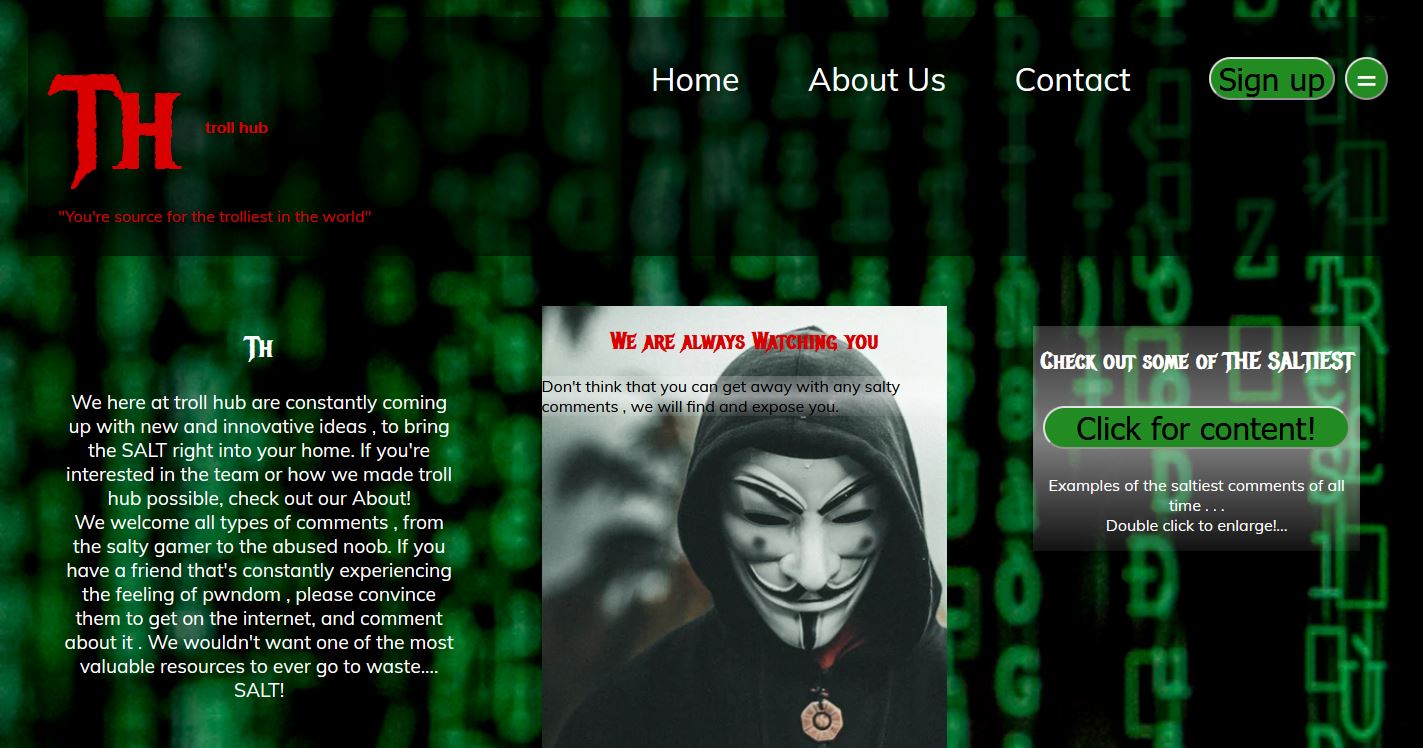 Home About Us Contact Sign up =
TH troll hub
"You're source for the trolliest in the world"
TH
We here at troll hub are constantly coming
up with new and innovative ideas , to bring
the SALT right into your home. If you're
interested in the team or how we made troll
hub possible, check out our About!
We welcome all types of comments , from
the salty gamer to the abused noob. If you
have a friend that's constantly experiencing
the feeling of pwndom , please convince
them to get on the internet, and comment
about it . We wouldn't want one of the most
valuable resources to ever go to waste....
SALT!
We are always Watching you
Don't think that you can get away with any salty
comments , we will find and expose you.
Check out some of THE SALTIEST
Click for content!
Examples of the saltiest comments of all
time . . .
Double click to enlarge!...